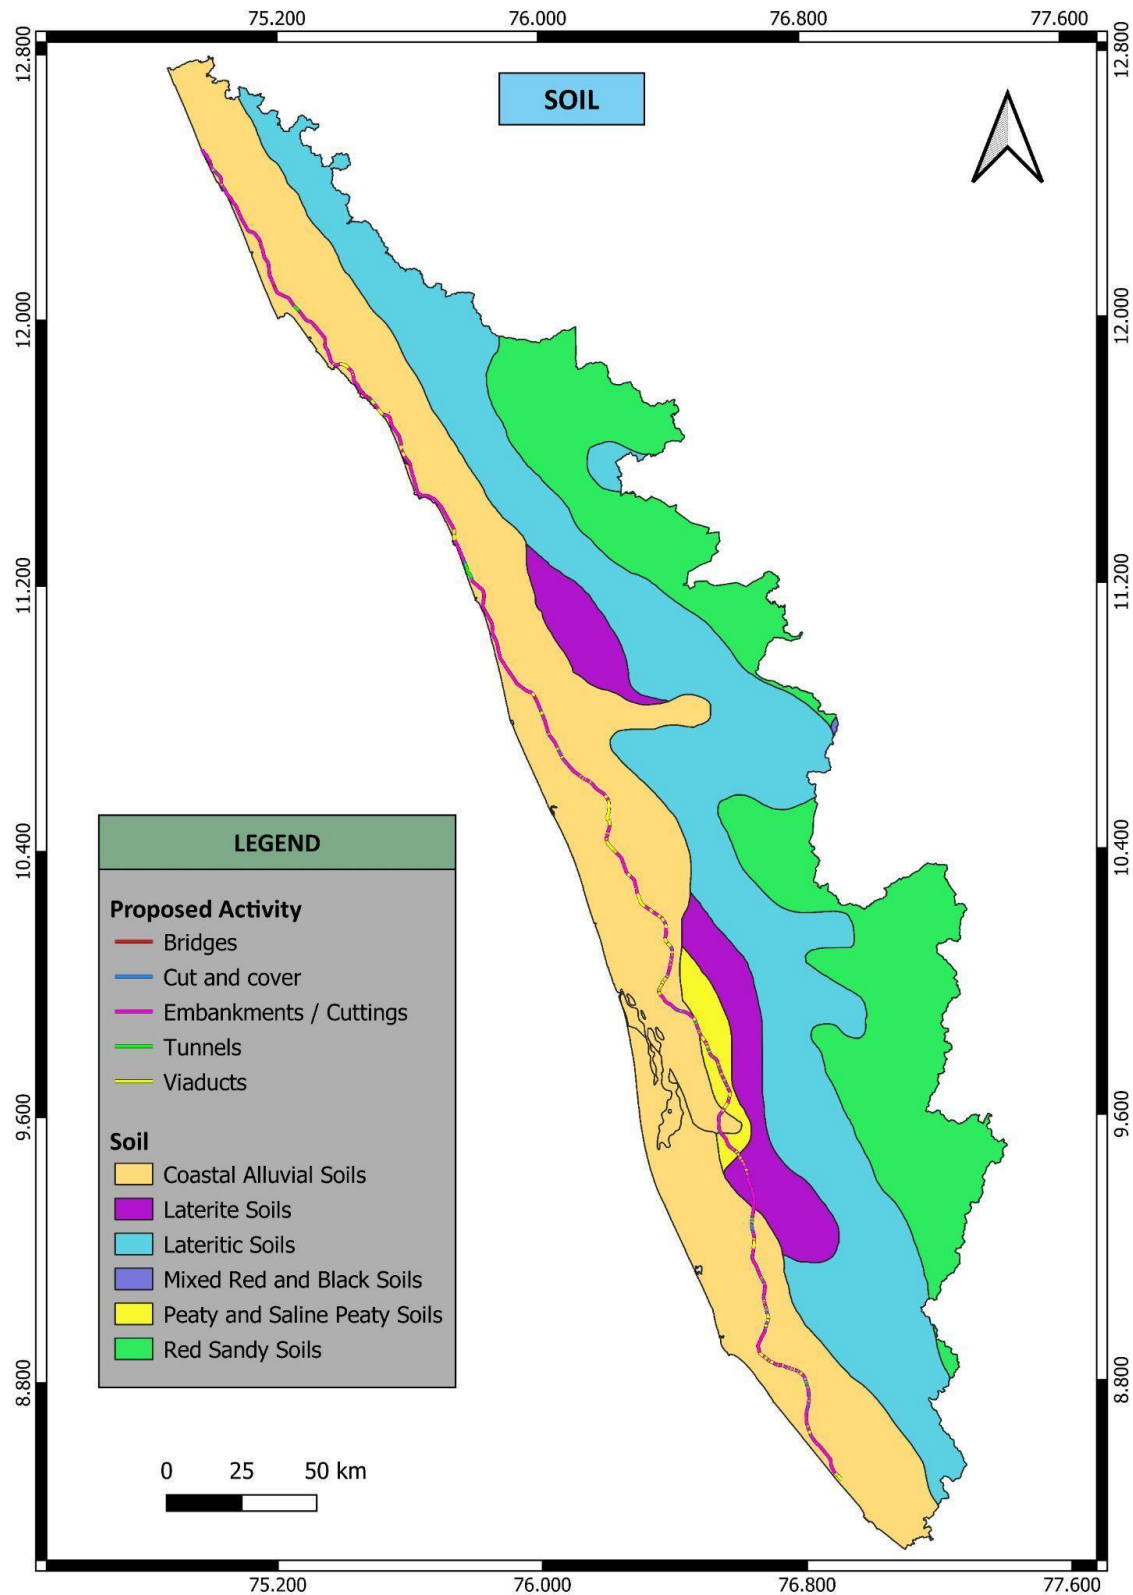 75.200 76.000 76.800 77.600
12.800 12.800
SOIL
12.000 12.000
11.200 11.200
10.400 10.400
LEGEND
Proposed Activity
Bridges
Cut and cover
Embankments / Cuttings
Tunnels
Viaducts
9.600 9.600
Soil
Coastal Alluvial Soils
Laterite Soils
Lateritic Soils
Mixed Red and Black Soils
Peaty and Saline Peaty Soils
Red Sandy Soils
8.800 8.800
0 25 50 km
75.200 76.000 76.800 77.600